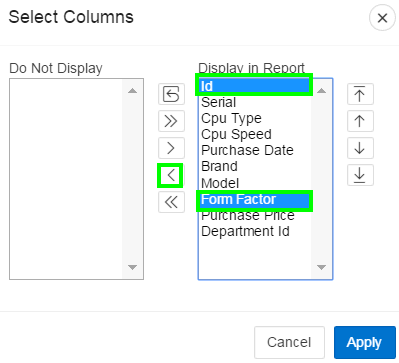 Select Columns
Do Not Display
Display in Report
Id
Serial
Cpu Type
Cpu Speed
Purchase Date
Brand
Model
Form Factor
Purchase Price
Department Id
Cancel
Apply